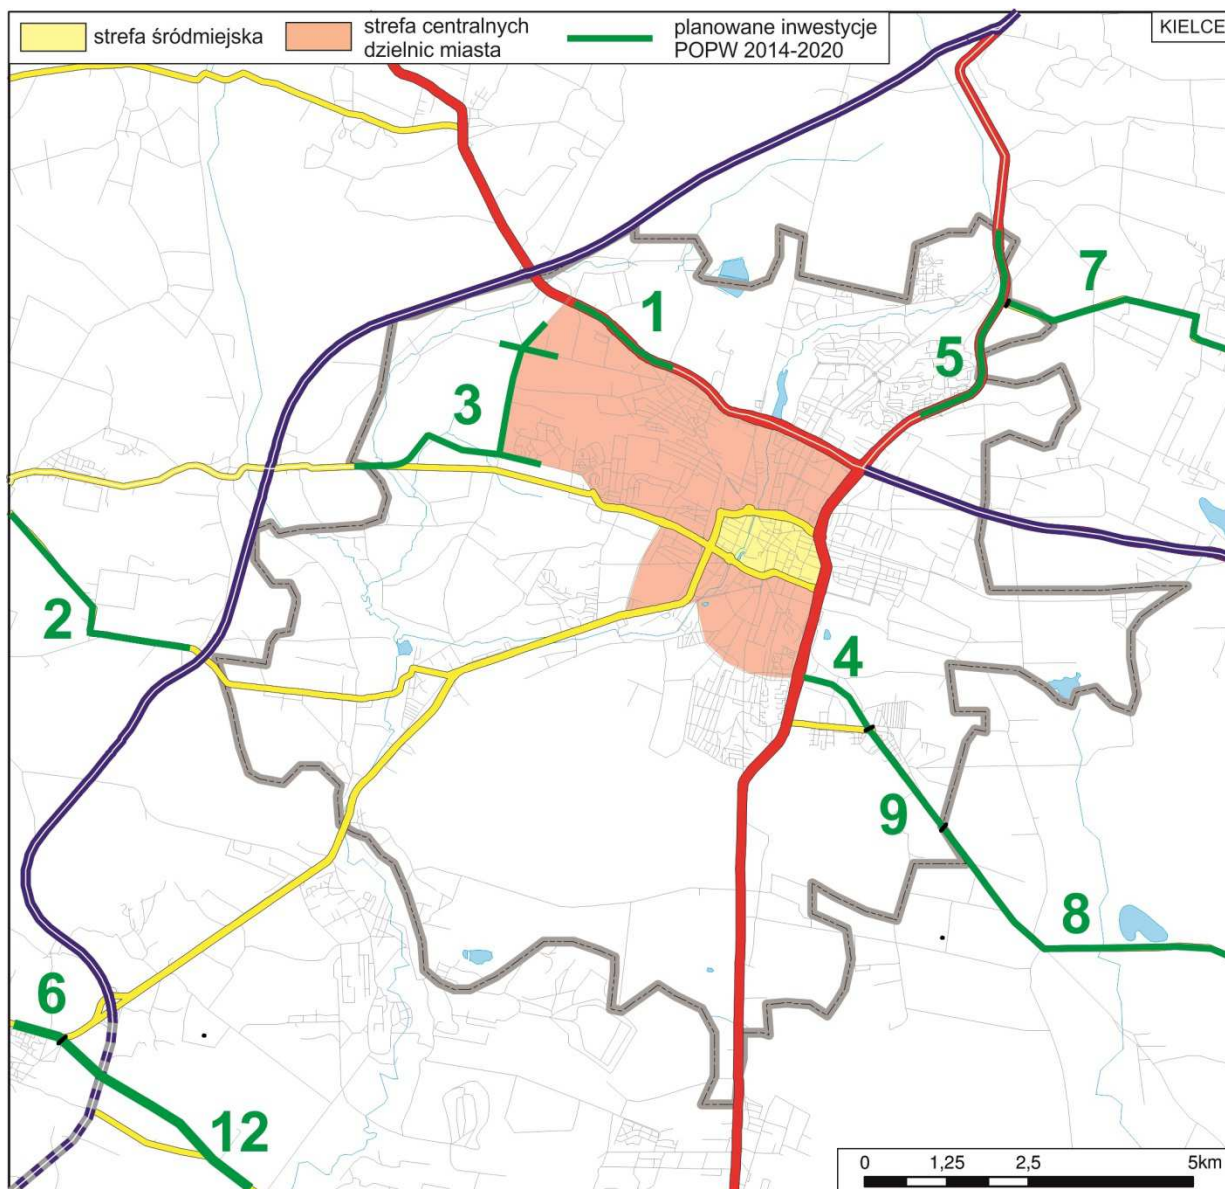 strefa śródmiejska
strefa centralnych
dzielnic miasta
planowane inwestycje
POPW 2014-2020
KIELCE
1
7
5
3
2
4
9
8
6
12
0 1,25 2,5 5km